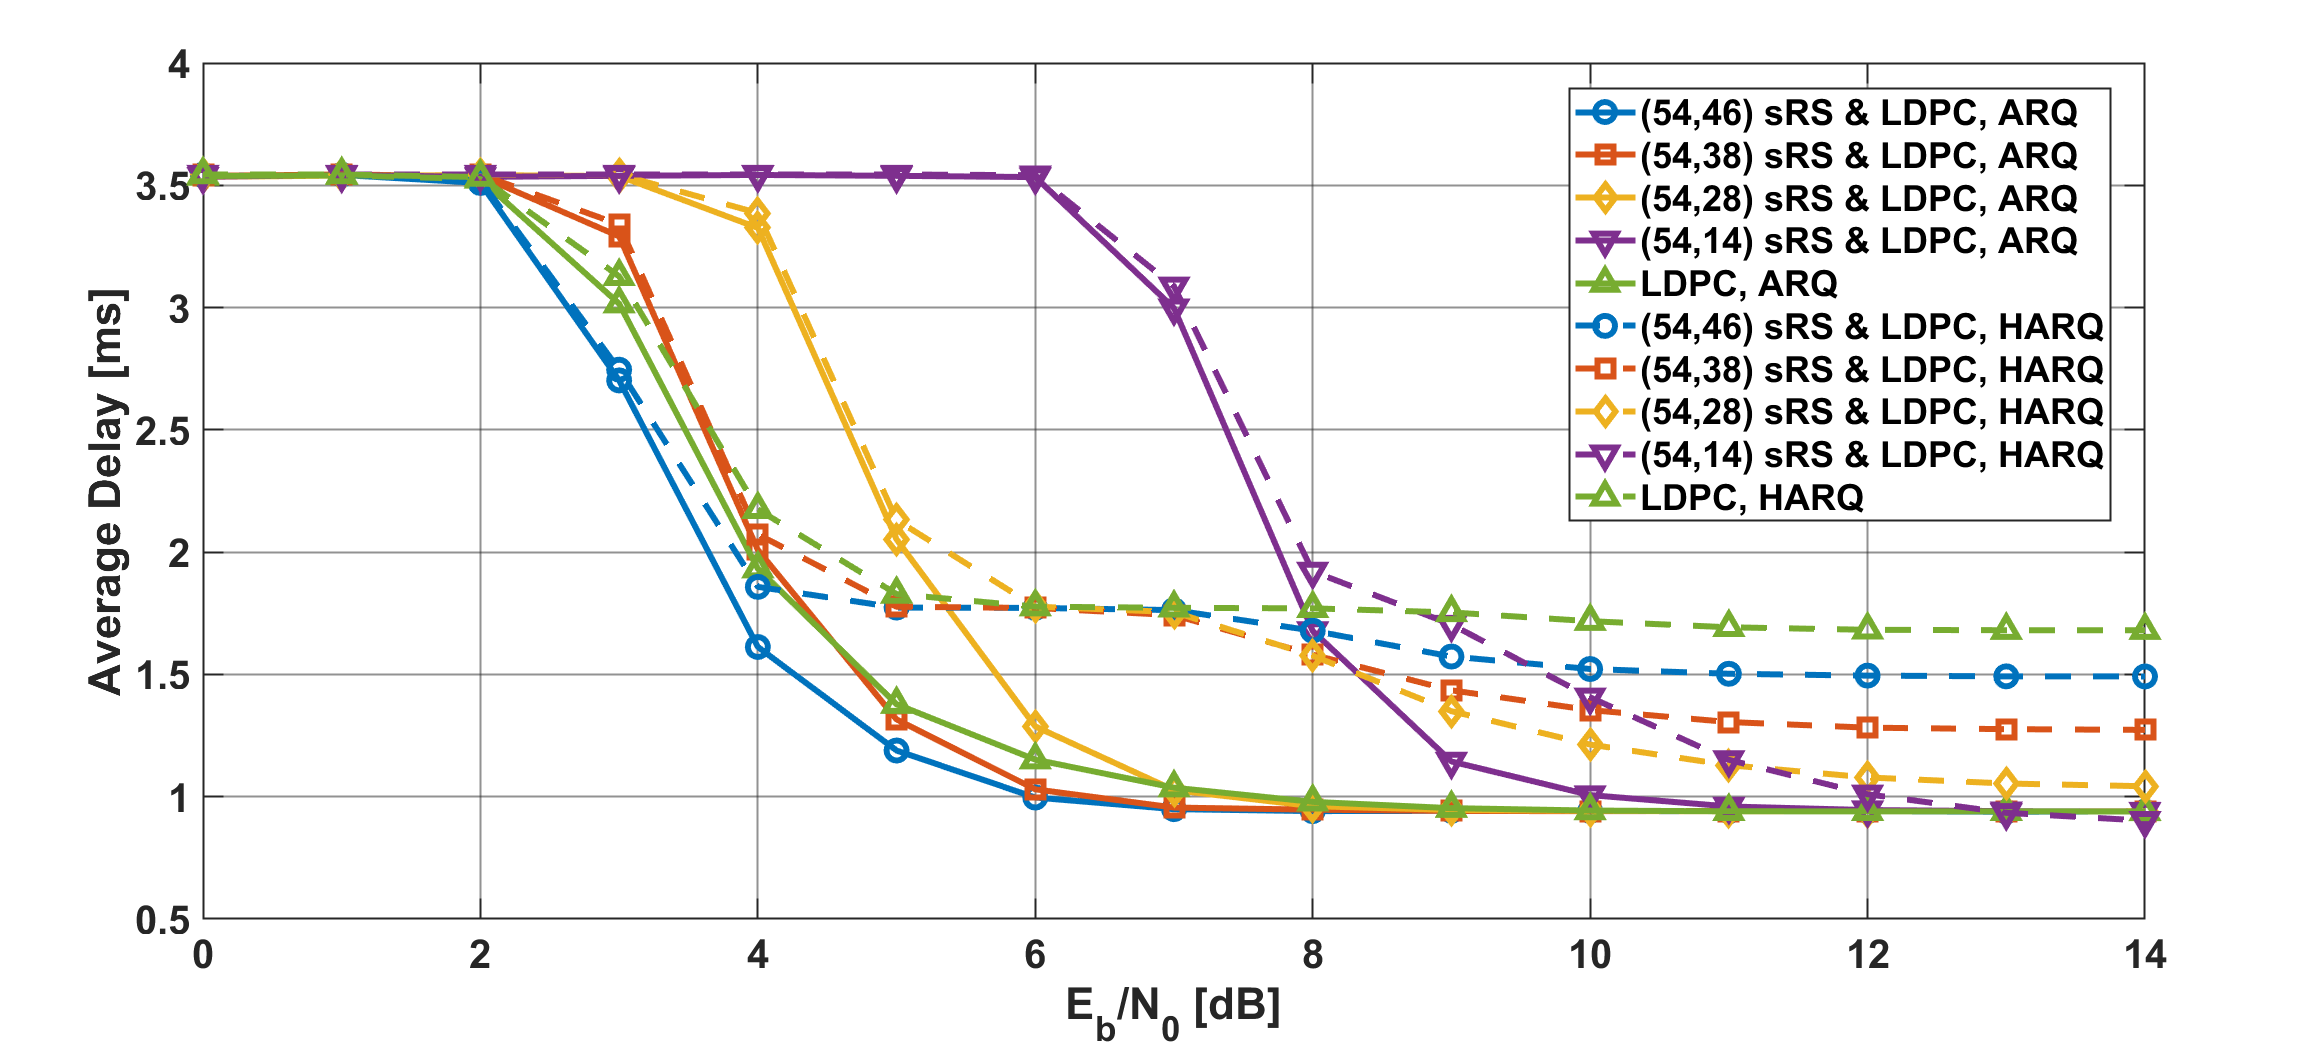 4
3.5
3
2.5
2
1.5
1
0.5
Average Delay [ms]
(54,46) sRS & LDPC, ARQ
(54,38) sRS & LDPC, ARQ
(54,28) sRS & LDPC, ARQ
(54,14) sRS & LDPC, ARQ
LDPC, ARQ
(54,46) sRS & LDPC, HARQ
(54,38) sRS & LDPC, HARQ
(54,28) sRS & LDPC, HARQ
(54,14) sRS & LDPC, HARQ
LDPC, HARQ
0 2 4 6 8 10 12 14
E_b/N_0 [dB]